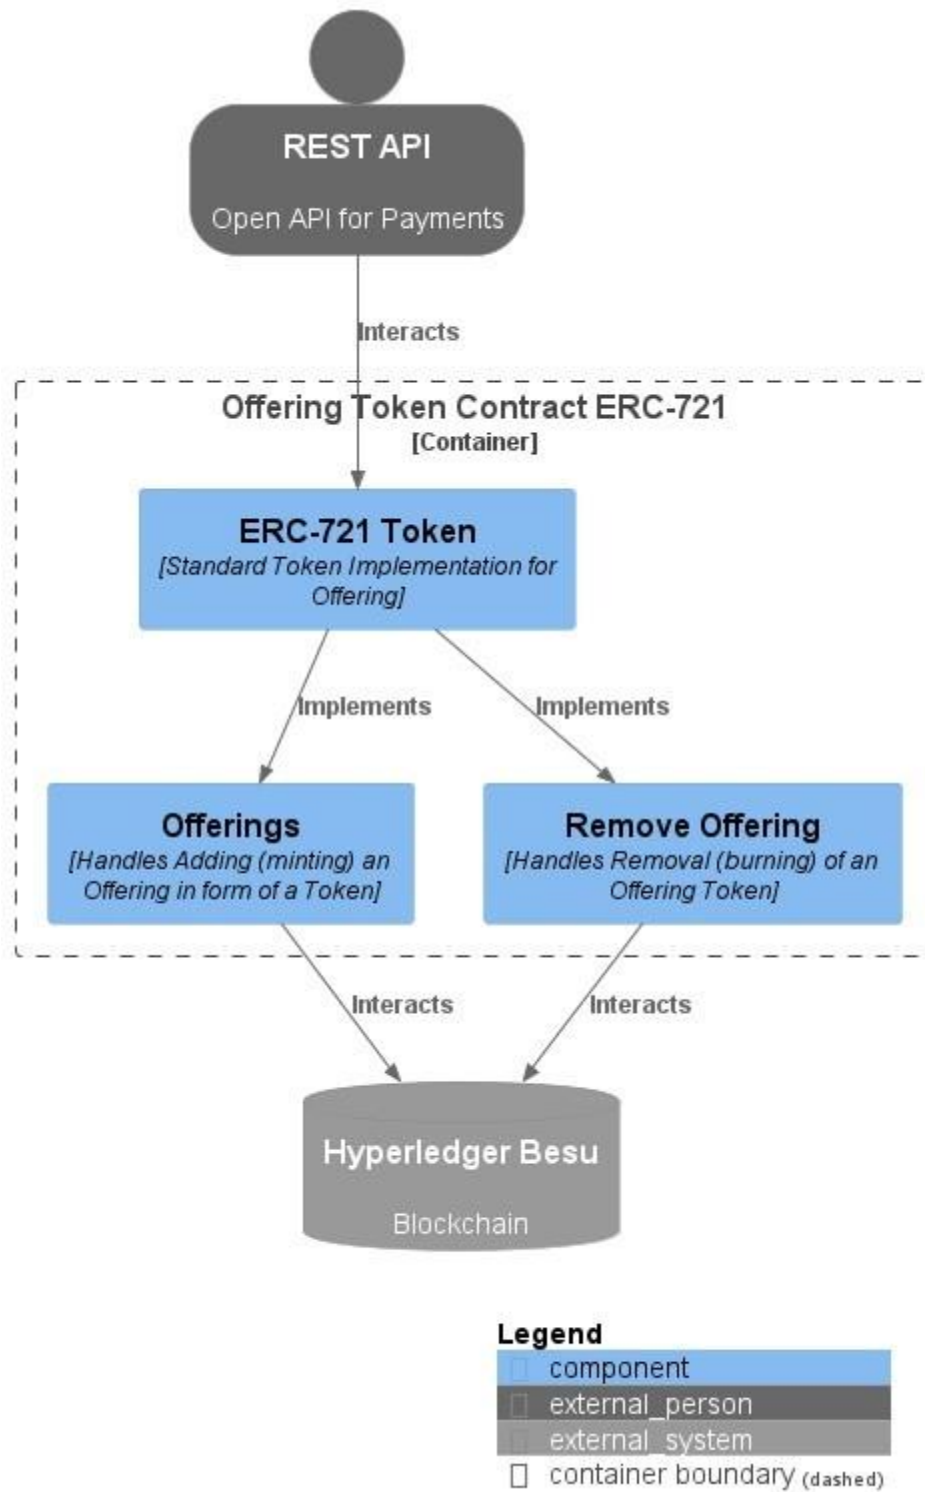 REST API
Open API for Payments
Interacts
Offering Token Contract ERC-721
[Container]
ERC-721 Token
[Standard Token Implementation for
Offering]
Implements
Implements
Offerings
[Handles Adding (minting) an
Offering in form of a Token]
Remove Offering
[Handles Removal (burning) of an
Offering Token]
Interacts
Interacts
Hyperledger Besu
Blockchain
Legend
component
external_person
external_system
container boundary (dashed)